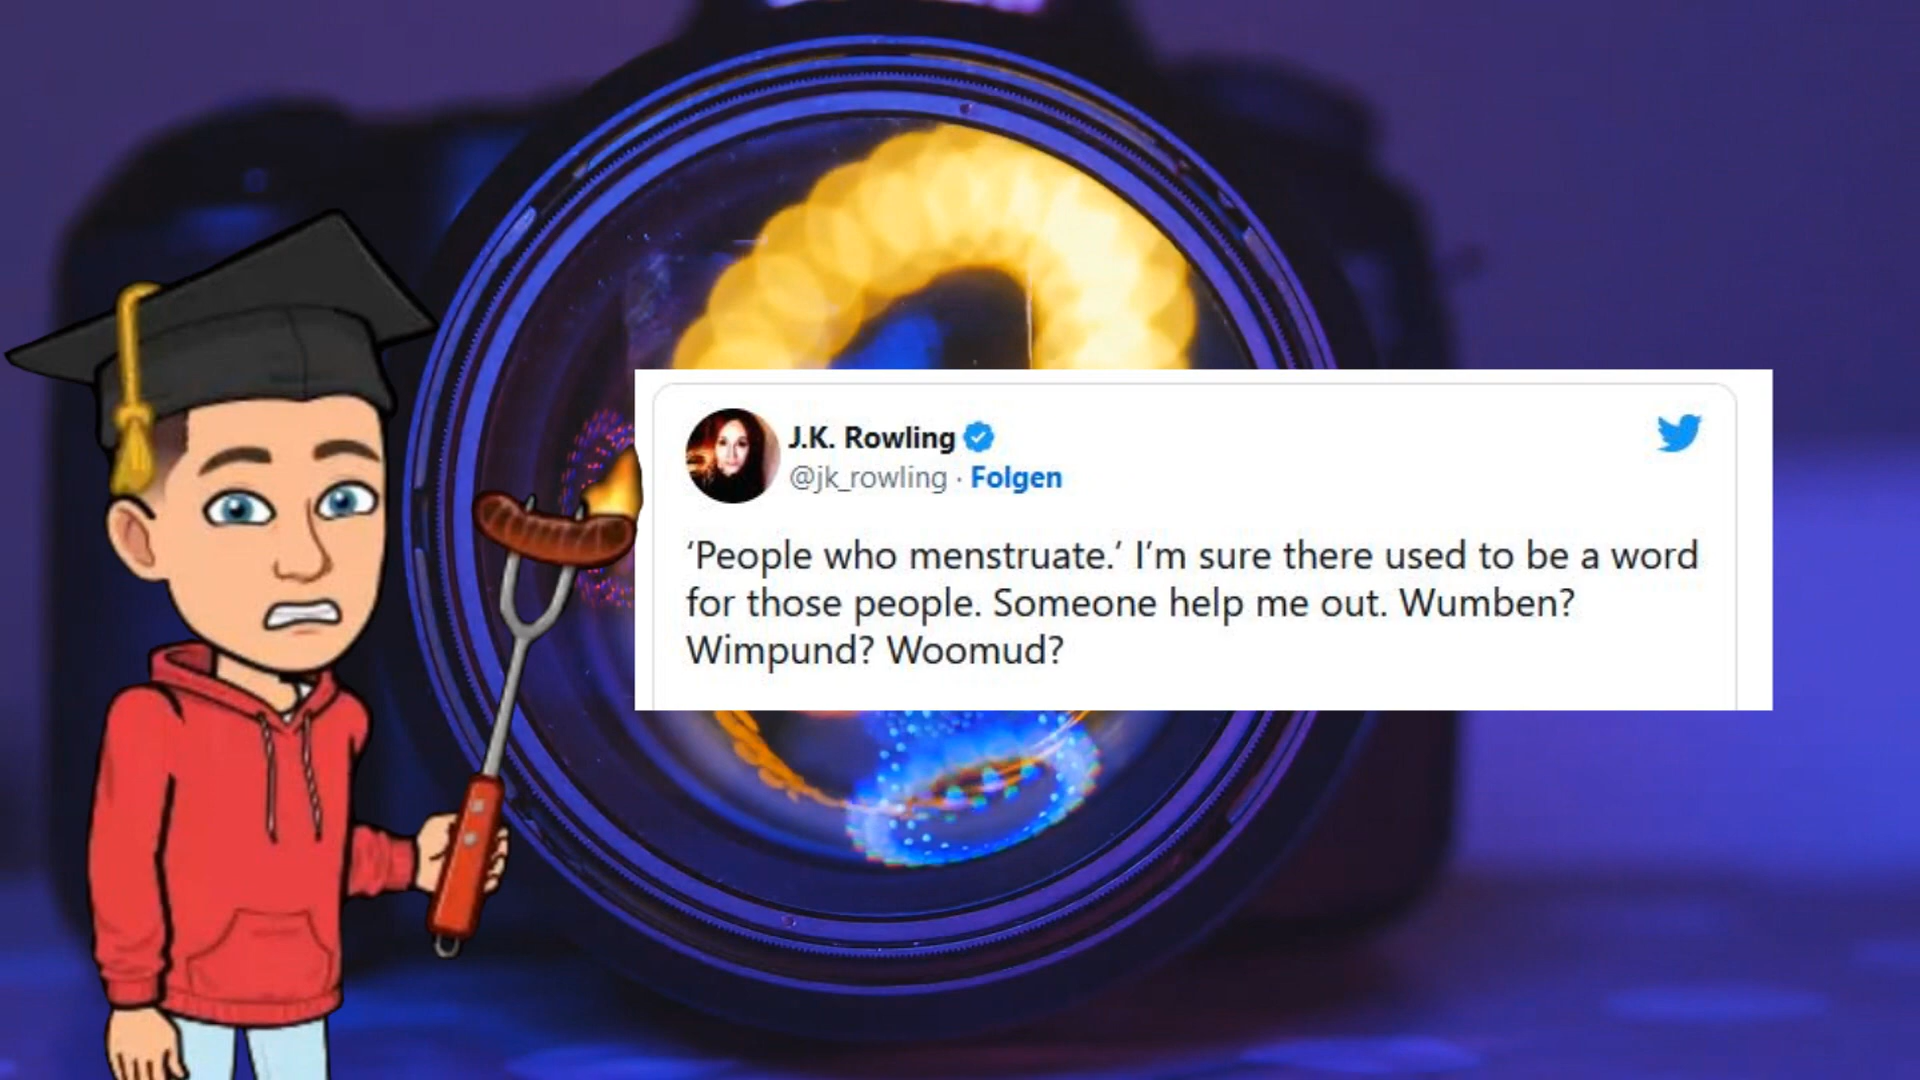 J.K. Rowling
@jk_rowling · Folgen
‘People who menstruate.’ I’m sure there used to be a word
for those people. Someone help me out. Wumben?
Wimpund? Woomud?